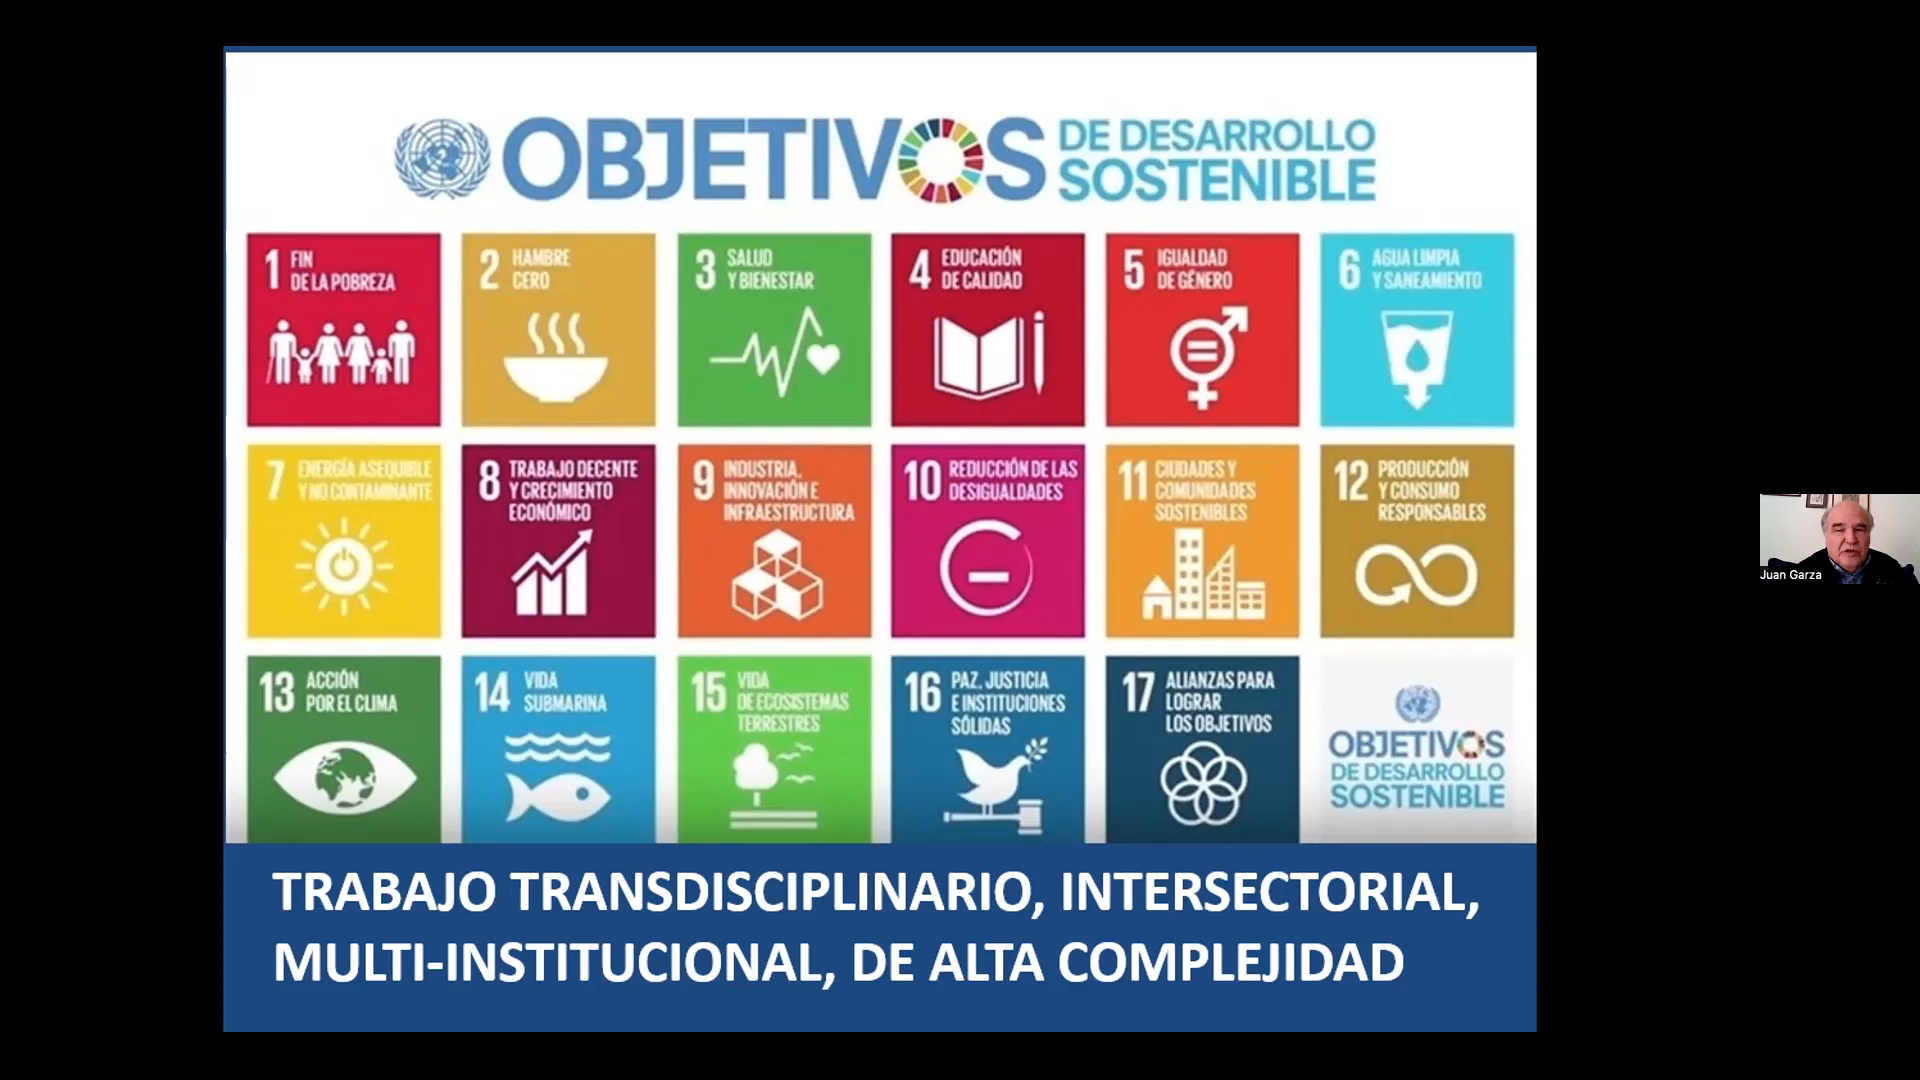 OBJETIVOS DE DESARROLLO SOSTENIBLE
1 FIN
DE LA POBREZA
2 HAMBRE
CERO
3 SALUD
Y BIENESTAR
4 EDUCACIÓN
DE CALIDAD
5 IGUALDAD
DE GÉNERO
6 AGUA LIMPIA
Y SANEAMIENTO
7 ENERGÍA ASEQUIBLE
Y NO CONTAMINANTE
8 TRABAJO DECENTE
Y CRECIMIENTO
ECONÓMICO
9 INDUSTRIA,
INNOVACIÓN E
INFRAESTRUCTURA
10 REDUCCIÓN DE LAS
DESIGUALDADES
11 CIUDADES Y
COMUNIDADES
SOSTENIBLES
12 PRODUCCIÓN
Y CONSUMO
RESPONSABLES
13 ACCIÓN
POR EL CLIMA
14 VIDA
SUBMARINA
15 VIDA
DE ECOSISTEMAS
TERRESTRES
16 PAZ, JUSTICIA
E INSTITUCIONES
SÓLIDAS
17 ALIANZAS PARA
LOGRAR
LOS OBJETIVOS
OBJETIVOS
DE DESARROLLO
SOSTENIBLE
TRABAJO TRANSDISCIPLINARIO, INTERSECTORIAL,
MULTI-INSTITUCIONAL, DE ALTA COMPLEJIDAD
Juan Garza